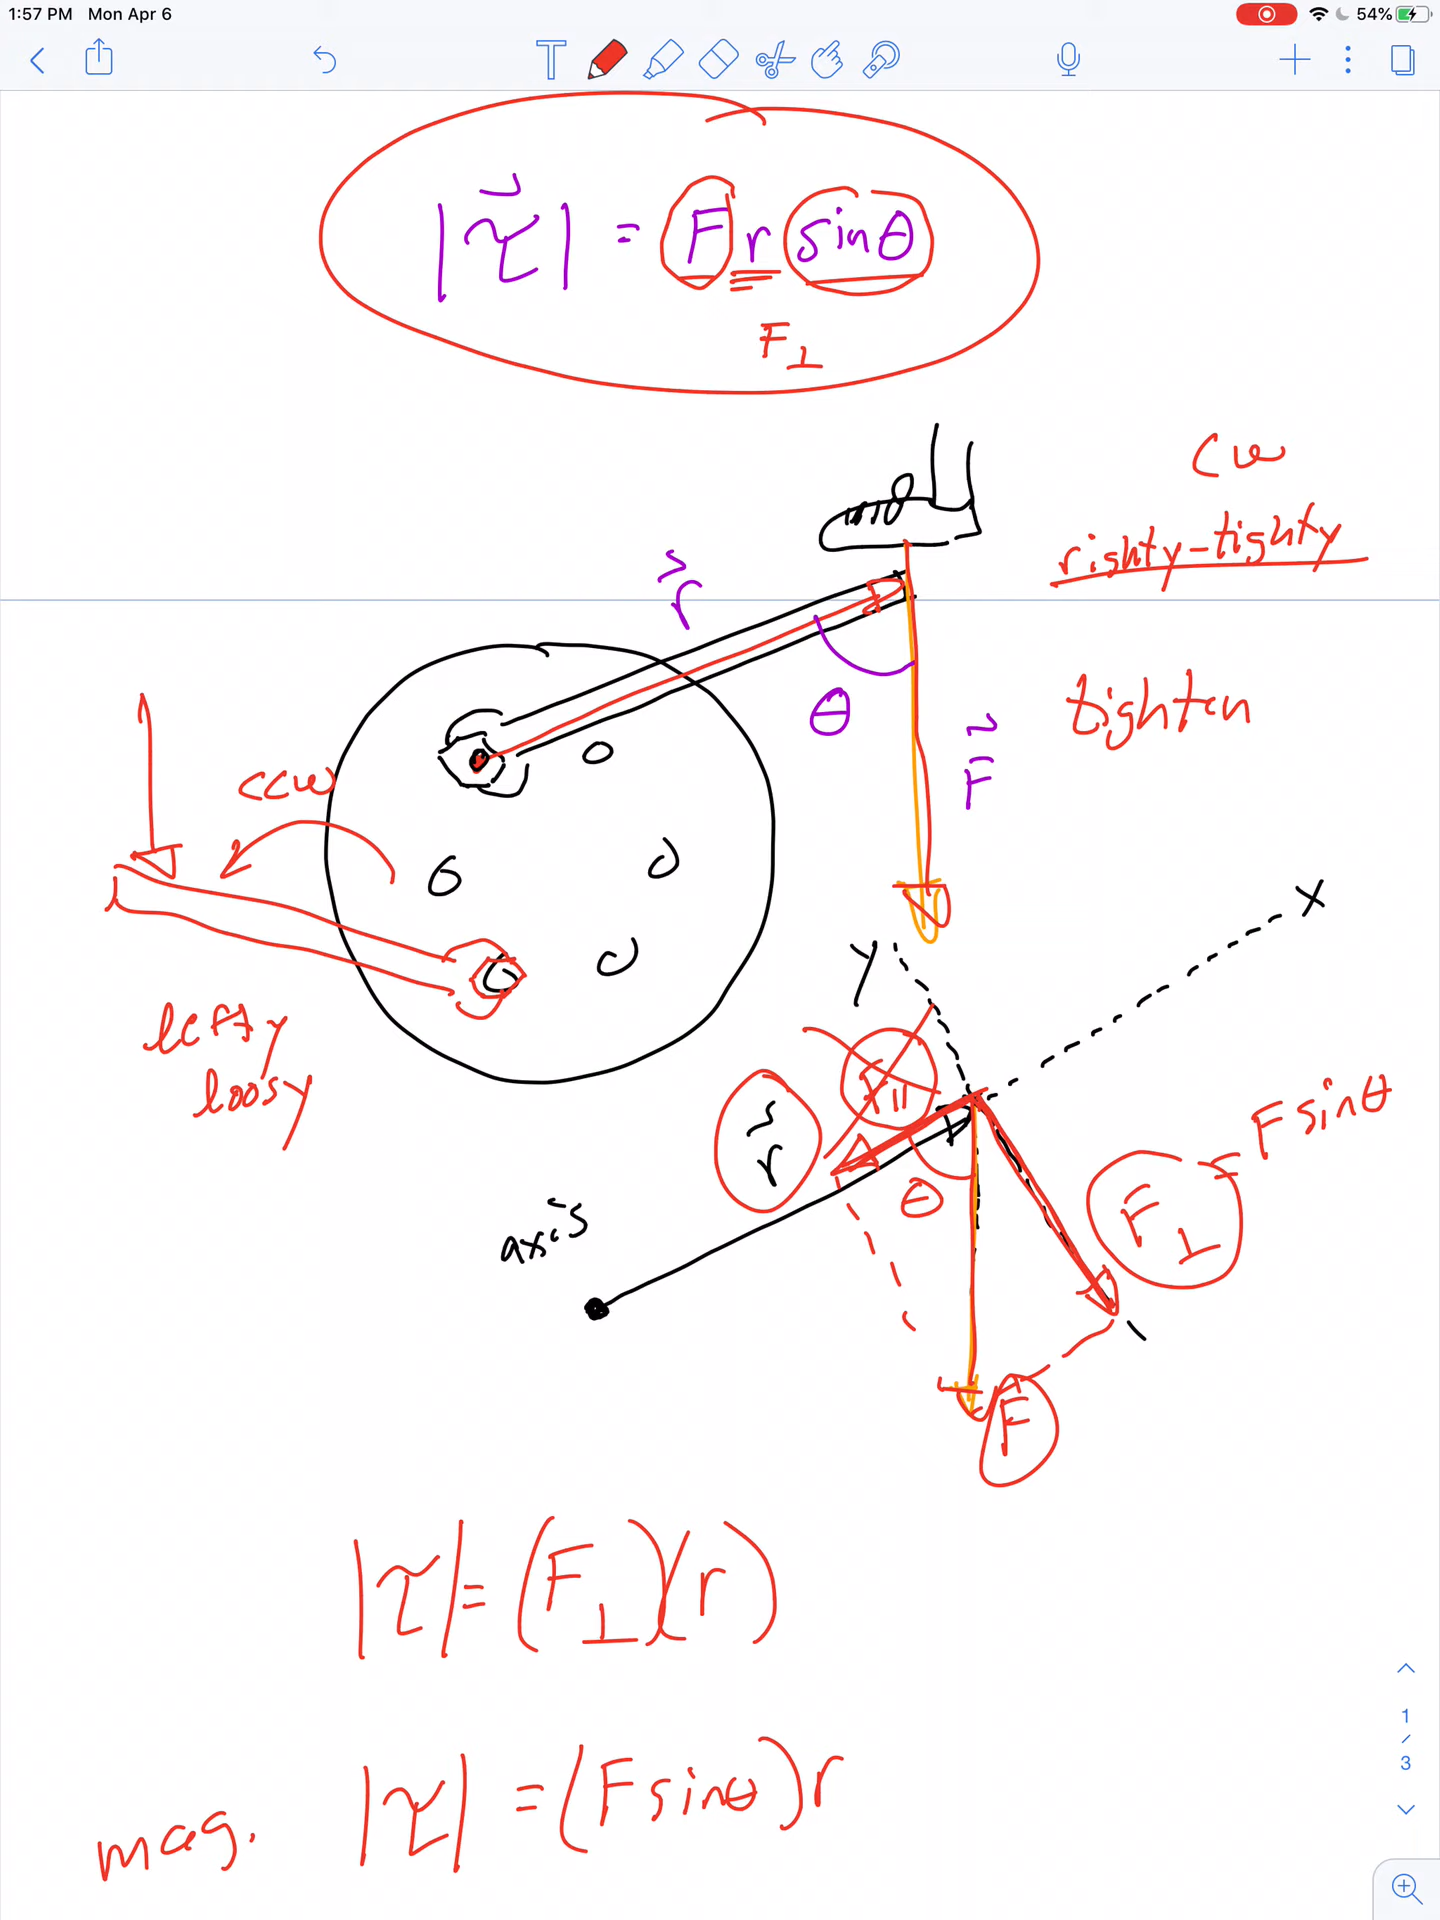 1:57 PM Mon Apr 6
54%
|τ| = F r sinθ
F⊥
cw
righty-tighty
r
θ
F
tighten
ccw
lefty
loosy
x
y
F||
r
θ
F sinθ
=
F⊥
axis
F
|τ| = (F⊥)(r)
mag. |τ| = (F sinθ) r
1
/
3